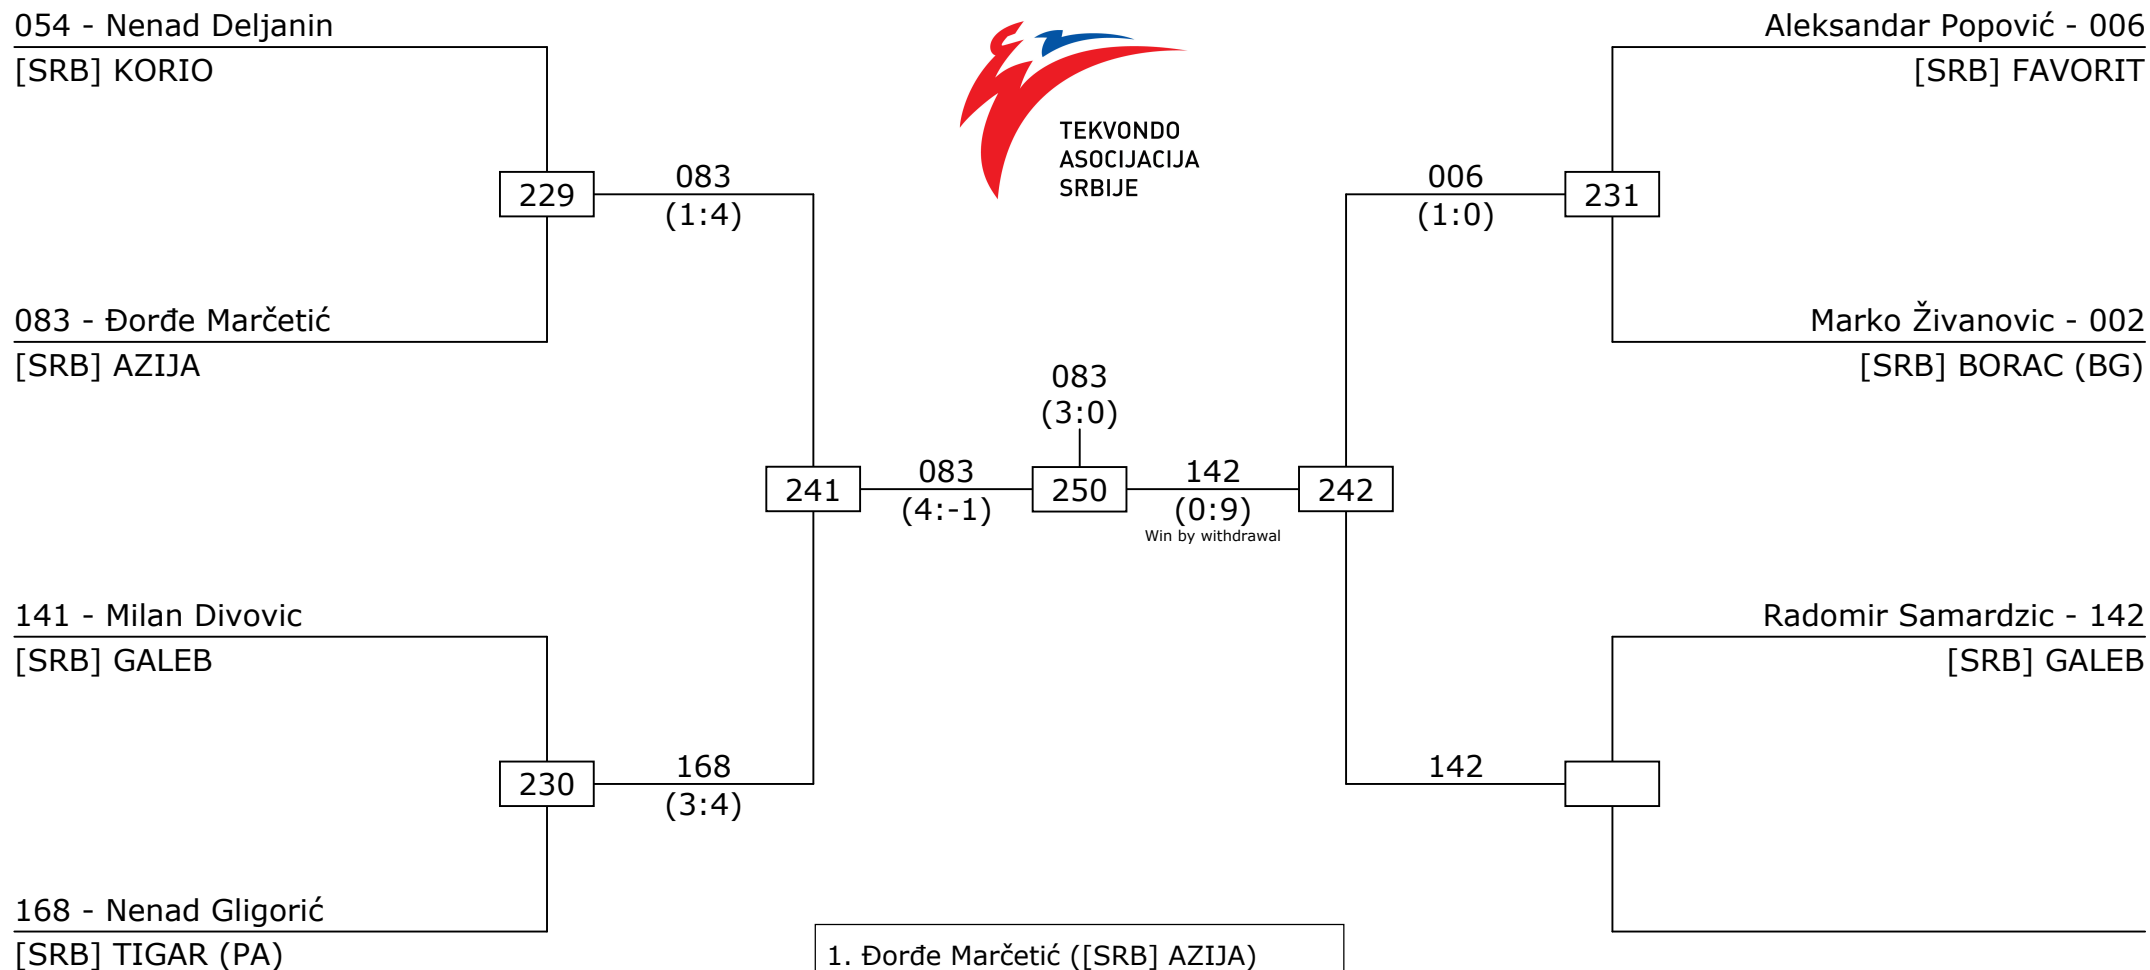 054 - Nenad Deljanin
[SRB] KORIO
229
083
(1:4)
083 - Đorđe Marčetić
[SRB] AZIJA
241
083
(4:-1)
141 - Milan Divovic
[SRB] GALEB
230
168
(3:4)
168 - Nenad Gligorić
[SRB] TIGAR (PA)
TEKVONDO
ASOCIJACIJA
SRBIJE
083
(3:0)
250
1. Đorđe Marčetić ([SRB] AZIJA)
Aleksandar Popović - 006
[SRB] FAVORIT
006
(1:0)
231
Marko Živanovic - 002
[SRB] BORAC (BG)
142
(0:9)
Win by withdrawal
242
Radomir Samardzic - 142
[SRB] GALEB
142